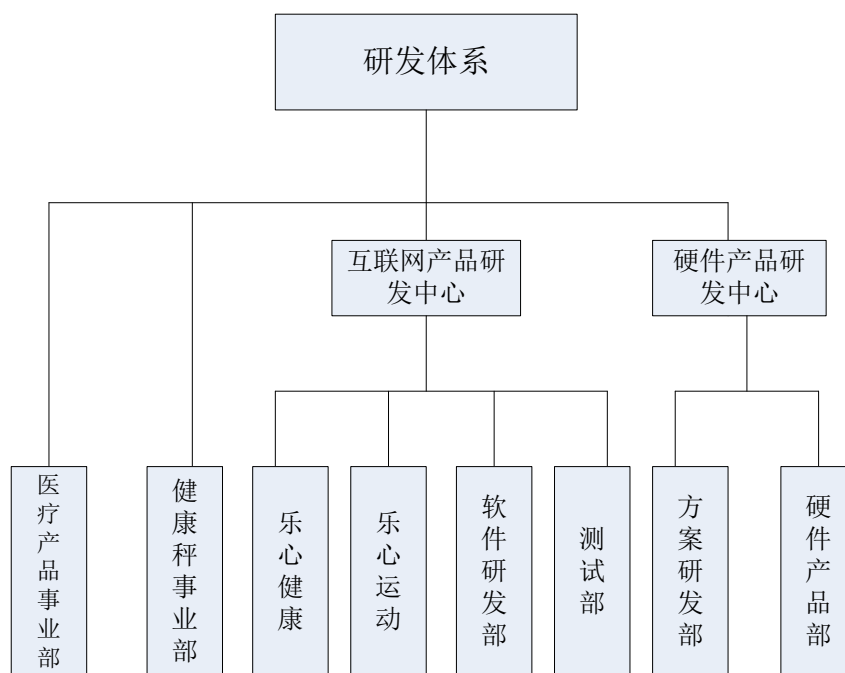 研发体系
互联网产品研
发中心
硬件产品研
发中心
医疗产品事业部
健康秤事业部
乐心健康
乐心运动
软件研发部
测试部
方案研发部
硬件产品部